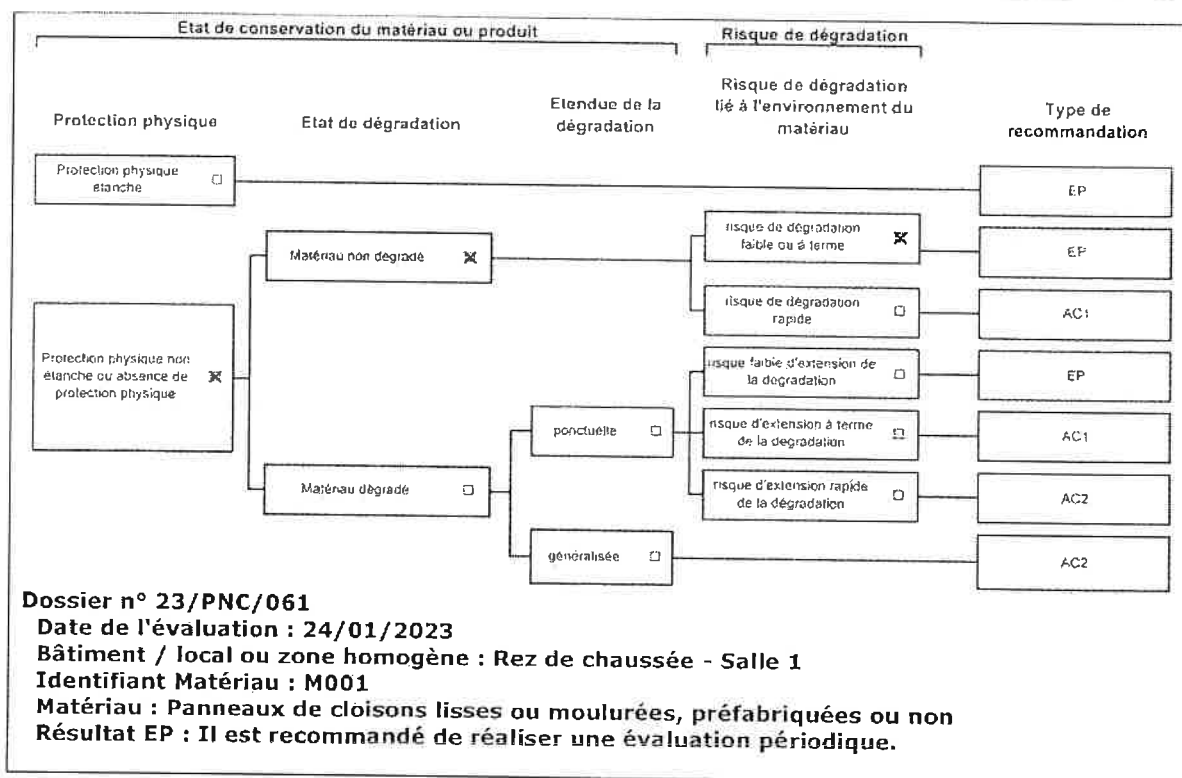 Etat de conservation du matériau ou produit
Risque de dégradation
Protection physique
Etat de dégradation
Etendue de la
dégradation
Risque de dégradation
lié à l'environnement du
matériau
Type de
recommandation
Protection physique
étanche
EP
Matériau non dégradé
risque de dégradation
faible ou à terme
EP
risque de dégradation
rapide
AC1
Protection physique non
étanche ou absence de
protection physique
risque faible d'extension de
la dégradation
EP
ponctuelle
risque d'extension à terme
de la dégradation
AC1
Matériau dégradé
risque d'extension rapide
de la dégradation
AC2
généralisée
AC2
Dossier n° 23/PNC/061
Date de l'évaluation : 24/01/2023
Bâtiment / local ou zone homogène : Rez de chaussée - Salle 1
Identifiant Matériau : M001
Matériau : Panneaux de cloisons lisses ou moulurées, préfabriquées ou non
Résultat EP : Il est recommandé de réaliser une évaluation périodique.